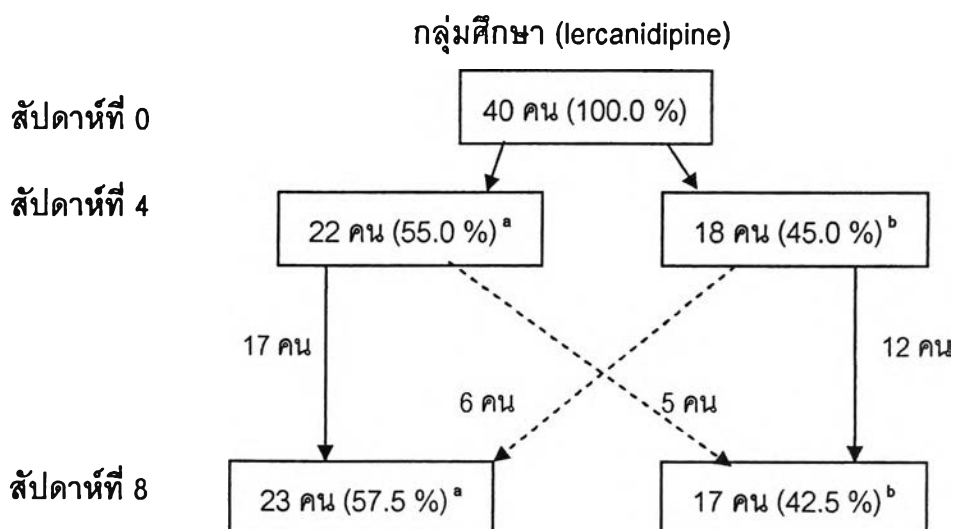 กลุ่มศึกษา (lercanidipine)
สัปดาห์ที่ 0
40 คน (100.0 %)
สัปดาห์ที่ 4
22 คน (55.0 %) ᵃ
18 คน (45.0 %) ᵇ
17 คน
12 คน
6 คน
5 คน
สัปดาห์ที่ 8
23 คน (57.5 %) ᵃ
17 คน (42.5 %) ᵇ